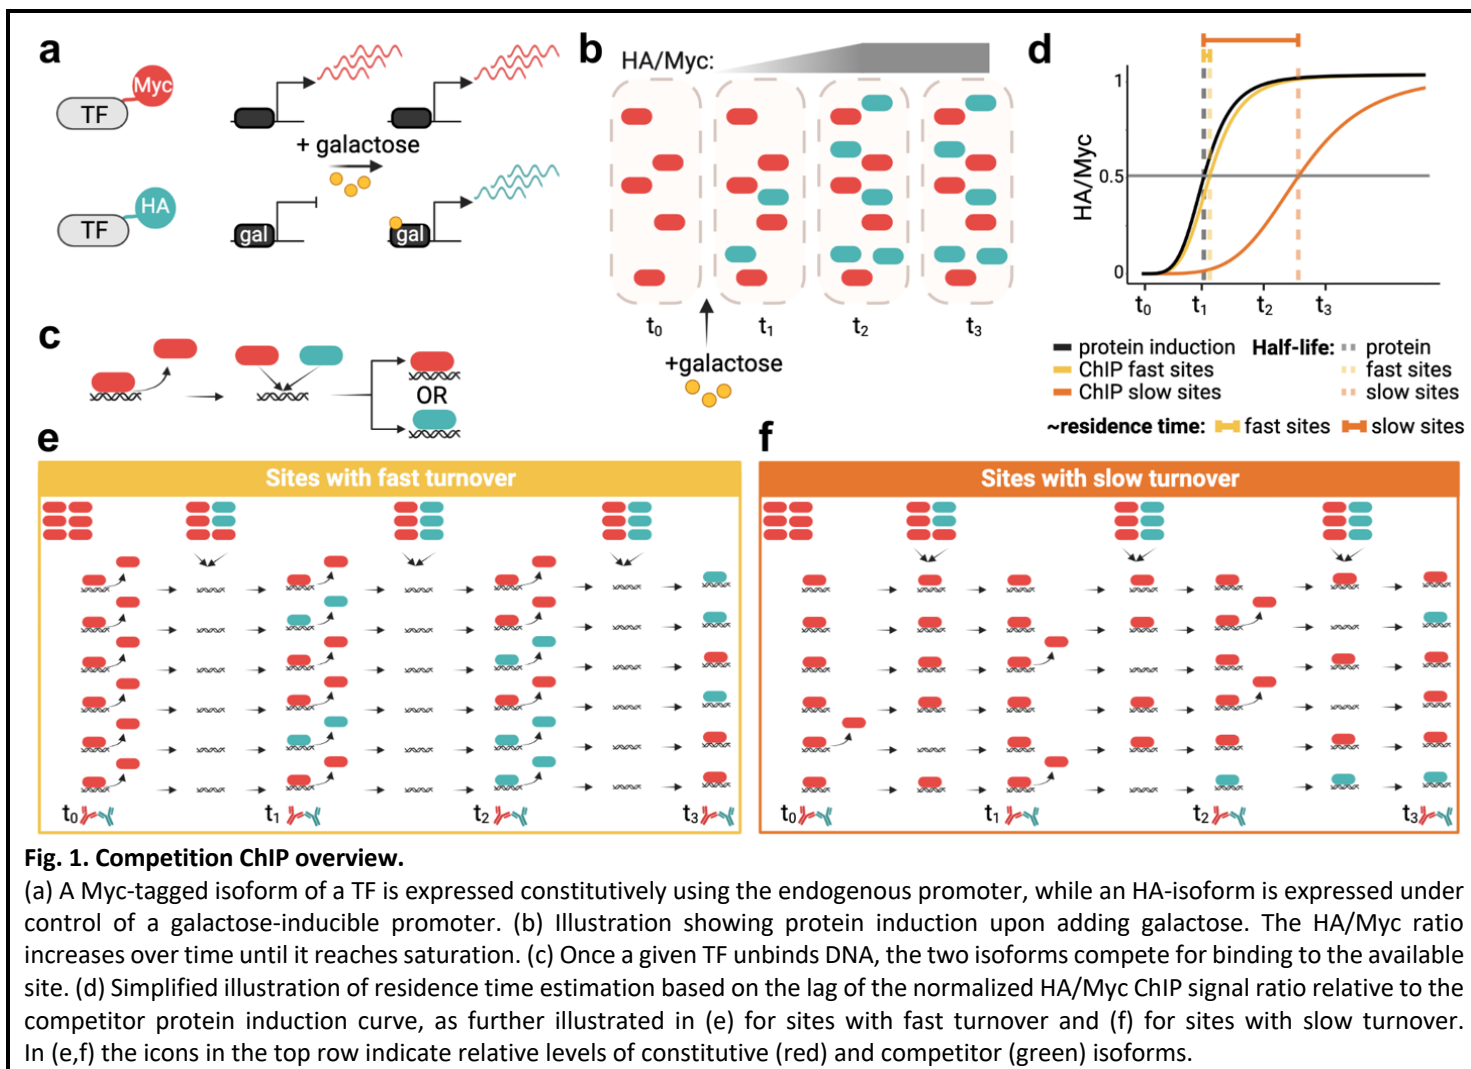 a
Myc
TF
+ galactose
HA
TF
gal
gal
b
HA/Myc:
t0
t1
t2
t3
+galactose
c
OR
d
HA/Myc
1
0.5
0
t0
t1
t2
t3
protein induction
ChIP fast sites
ChIP slow sites
Half-life:
protein
fast sites
slow sites
~residence time: fast sites slow sites
e
Sites with fast turnover
t0
t1
t2
t3
f
Sites with slow turnover
t0
t1
t2
t3
Fig. 1. Competition ChIP overview.
(a) A Myc-tagged isoform of a TF is expressed constitutively using the endogenous promoter, while an HA-isoform is expressed under
control of a galactose-inducible promoter. (b) Illustration showing protein induction upon adding galactose. The HA/Myc ratio
increases over time until it reaches saturation. (c) Once a given TF unbinds DNA, the two isoforms compete for binding to the available
site. (d) Simplified illustration of residence time estimation based on the lag of the normalized HA/Myc ChIP signal ratio relative to the
competitor protein induction curve, as further illustrated in (e) for sites with fast turnover and (f) for sites with slow turnover.
In (e,f) the icons in the top row indicate relative levels of constitutive (red) and competitor (green) isoforms.